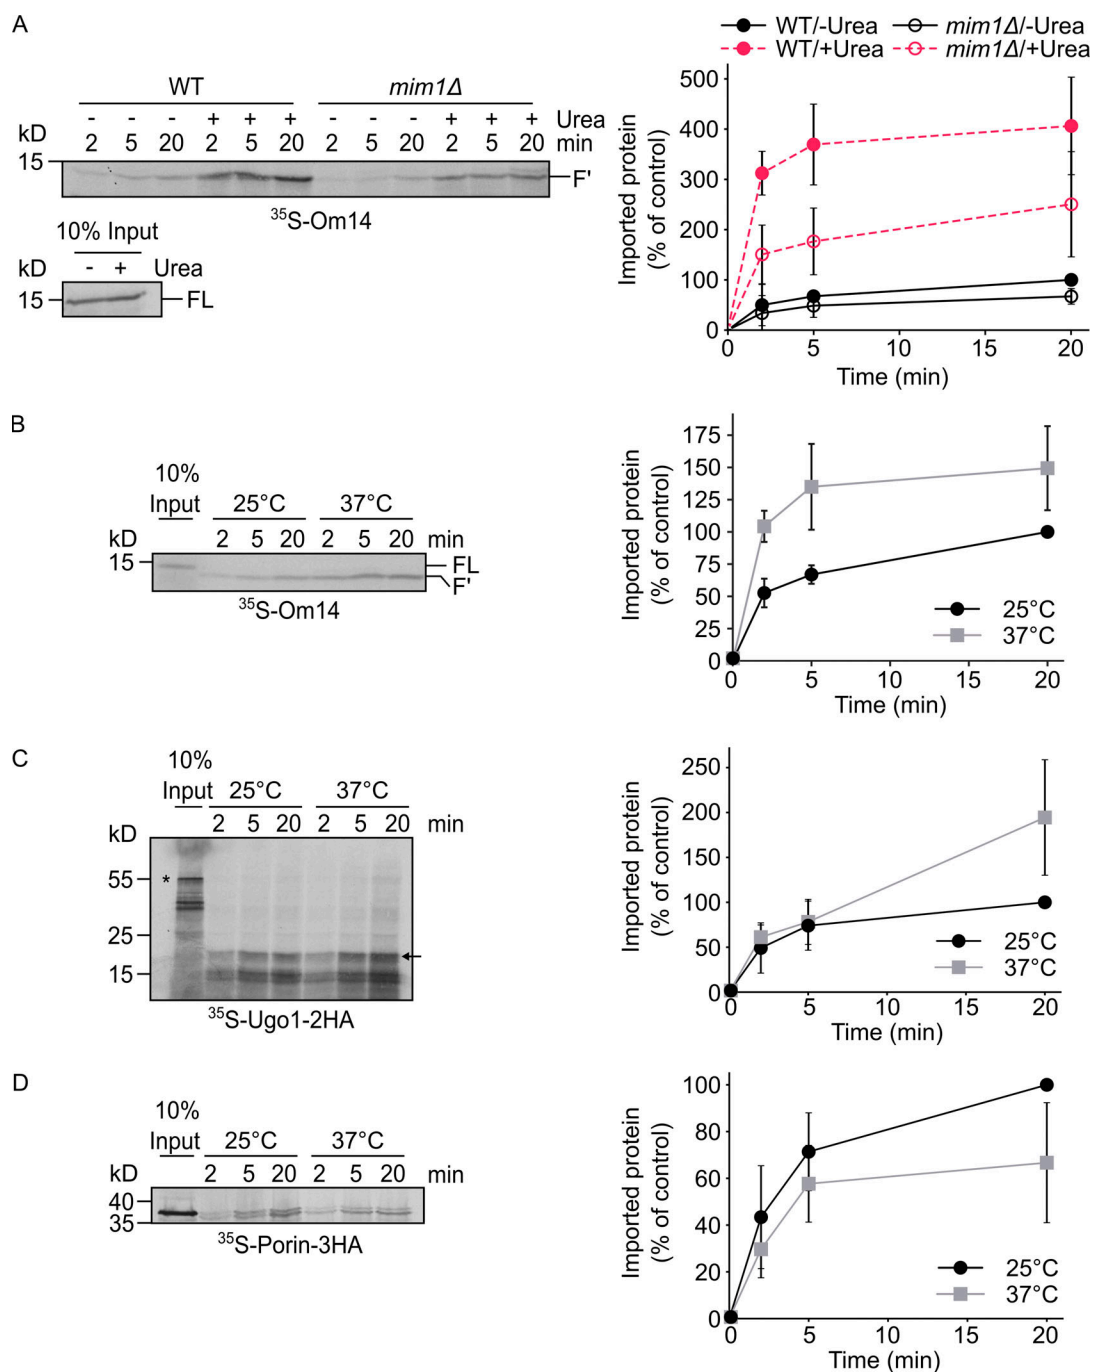 A
WT/-Urea
mim1Δ/-Urea
WT/+Urea
mim1Δ/+Urea
WT
mim1Δ
- - - + + + - - - + + + Urea
kD 2 5 20 2 5 20 2 5 20 2 5 20 min
15
F'
35S-Om14
10% Input
kD - + Urea
15
FL
Imported protein
(% of control)
500
400
300
200
100
0
0 5 10 15 20
Time (min)
B
10%
Input 25°C 37°C
kD 2 5 20 2 5 20 min
15
FL
F'
35S-Om14
Imported protein
(% of control)
175
150
125
100
75
50
25
0
0 5 10 15 20
Time (min)
25°C
37°C
C
10%
Input 25°C 37°C
kD 2 5 20 2 5 20 min
55 *
25
15
35S-Ugo1-2HA
Imported protein
(% of control)
250
200
150
100
50
0
0 5 10 15 20
Time (min)
25°C
37°C
D
10%
Input 25°C 37°C
kD 2 5 20 2 5 20 min
40
35
35S-Porin-3HA
Imported protein
(% of control)
100
80
60
40
20
0
0 5 10 15 20
Time (min)
25°C
37°C